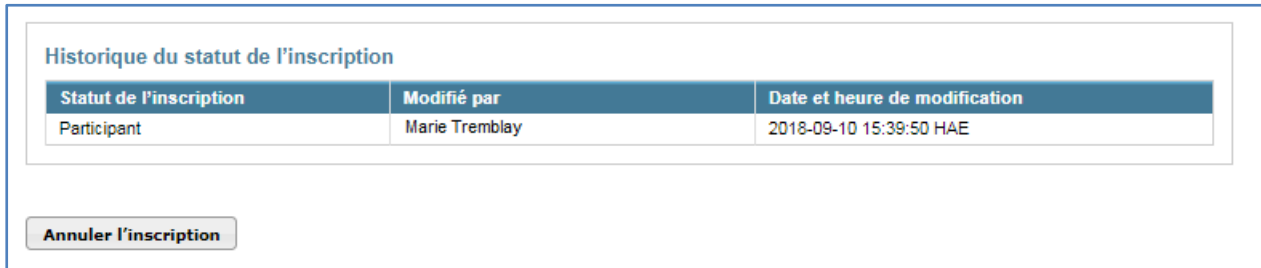 Historique du statut de l'inscription
Statut de l'inscription Modifié par Date et heure de modification
Participant Marie Tremblay 2018-09-10 15:39:50 HAE
Annuler l'inscription